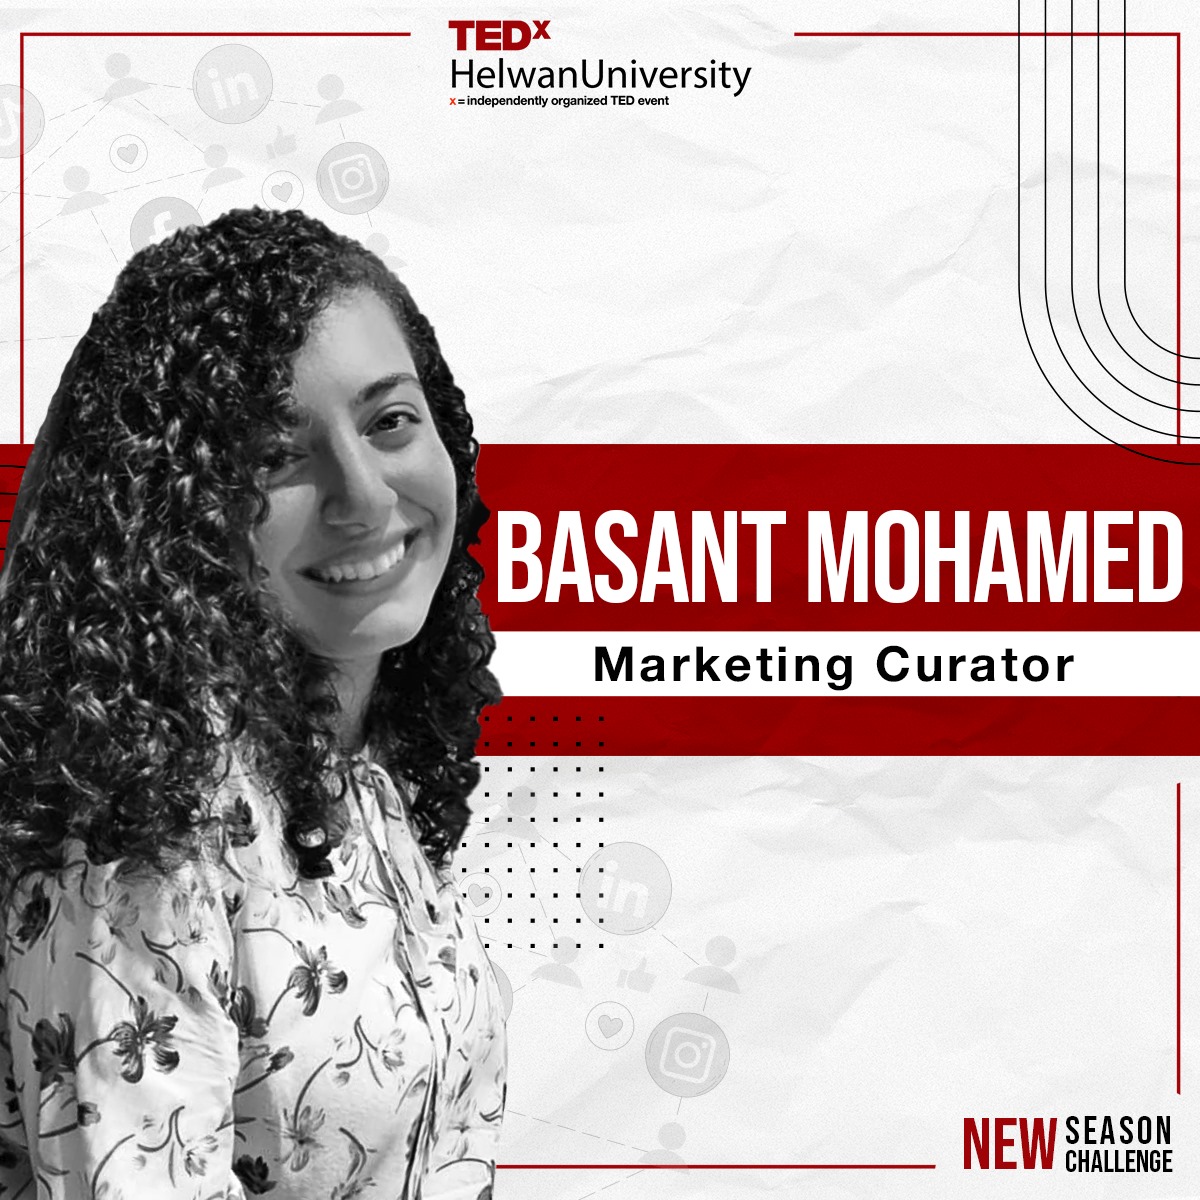 TEDx
HelwanUniversity
x = independently organized TED event
BASANT MOHAMED
Marketing Curator
NEW SEASON
CHALLENGE